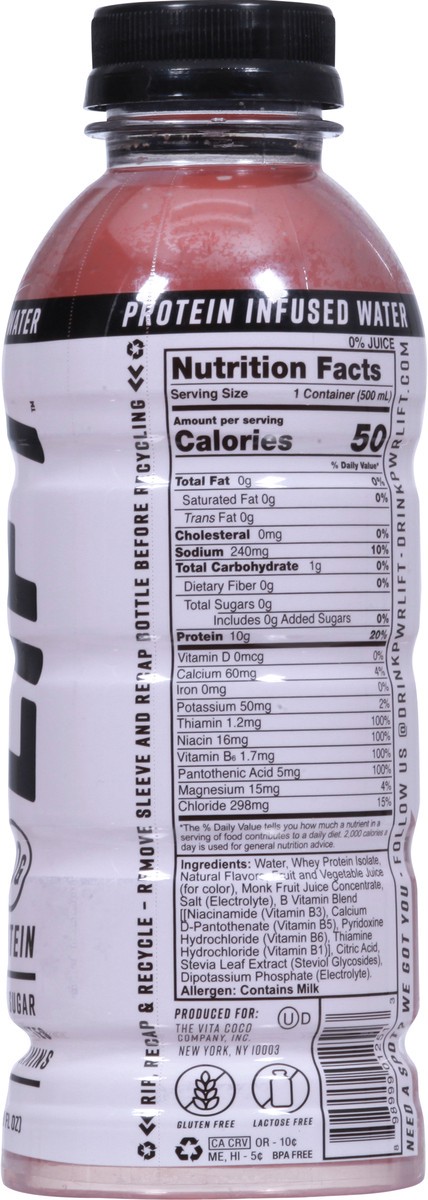 WATER
PROTEIN INFUSED WATER
0% JUICE
Nutrition Facts
Serving Size 1 Container (500 mL)
Amount per serving
Calories 50
% Daily Value*
Total Fat 0g 0%
Saturated Fat 0g 0%
Trans Fat 0g
Cholesterol 0mg 0%
Sodium 240mg 10%
Total Carbohydrate 1g 0%
Dietary Fiber 0g 0%
Total Sugars 0g
Includes 0g Added Sugars 0%
Protein 10g 20%
Vitamin D 0mcg 0%
Calcium 60mg 4%
Iron 0mg 0%
Potassium 50mg 2%
Thiamin 1.2mg 100%
Niacin 16mg 100%
Vitamin B6 1.7mg 100%
Pantothenic Acid 5mg 100%
Magnesium 15mg 4%
Chloride 298mg 15%
*The % Daily Value tells you how much a nutrient in a
serving of food contributes to a daily diet. 2,000 calories a
day is used for general nutrition advice.
Ingredients: Water, Whey Protein Isolate,
Natural Flavors, Fruit and Vegetable Juice
(for color), Monk Fruit Juice Concentrate,
Salt (Electrolyte), B Vitamin Blend
[[Niacinamide (Vitamin B3), Calcium
D-Pantothenate (Vitamin B5), Pyridoxine
Hydrochloride (Vitamin B6), Thiamine
Hydrochloride (Vitamin B1)], Citric Acid,
Stevia Leaf Extract (Steviol Glycosides),
Dipotassium Phosphate (Electrolyte).
Allergen: Contains Milk
PRODUCED FOR:
THE VITA COCO
COMPANY, INC.
NEW YORK, NY 10003
U D
GLUTEN FREE LACTOSE FREE
CA CRV OR - 10¢
ME, HI - 5¢ BPA FREE
RIP, RECAP & RECYCLE - REMOVE SLEEVE AND RECAP BOTTLE BEFORE RECYCLING
NEED A SPO WE GOT YOU · FOLLOW US @DRINKPWRLIFT · DRINKPWRLIFT.COM
LIFT
TM
TEIN
UGAR
MINS
FL OZ)